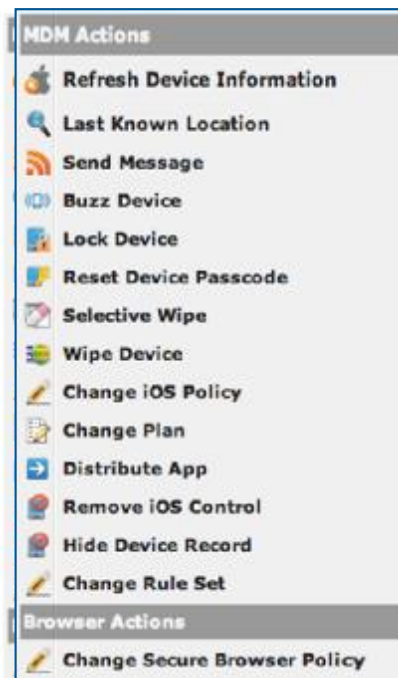 MDM Actions
Refresh Device Information
Last Known Location
Send Message
Buzz Device
Lock Device
Reset Device Passcode
Selective Wipe
Wipe Device
Change iOS Policy
Change Plan
Distribute App
Remove iOS Control
Hide Device Record
Change Rule Set
Browser Actions
Change Secure Browser Policy